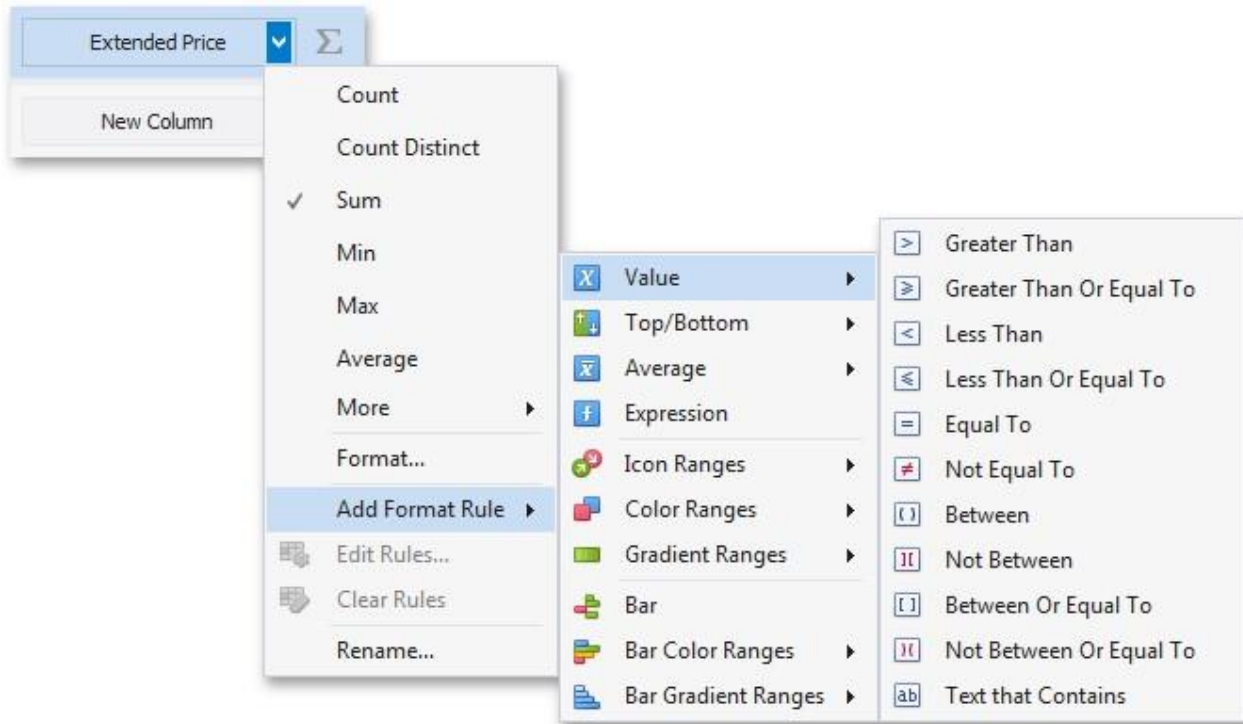 Extended Price
New Column
Count
Count Distinct
Sum
Min
Max
Average
More
Format...
Add Format Rule
Edit Rules...
Clear Rules
Rename...
Value
Top/Bottom
Average
Expression
Icon Ranges
Color Ranges
Gradient Ranges
Bar
Bar Color Ranges
Bar Gradient Ranges
Greater Than
Greater Than Or Equal To
Less Than
Less Than Or Equal To
Equal To
Not Equal To
Between
Not Between
Between Or Equal To
Not Between Or Equal To
ab Text that Contains